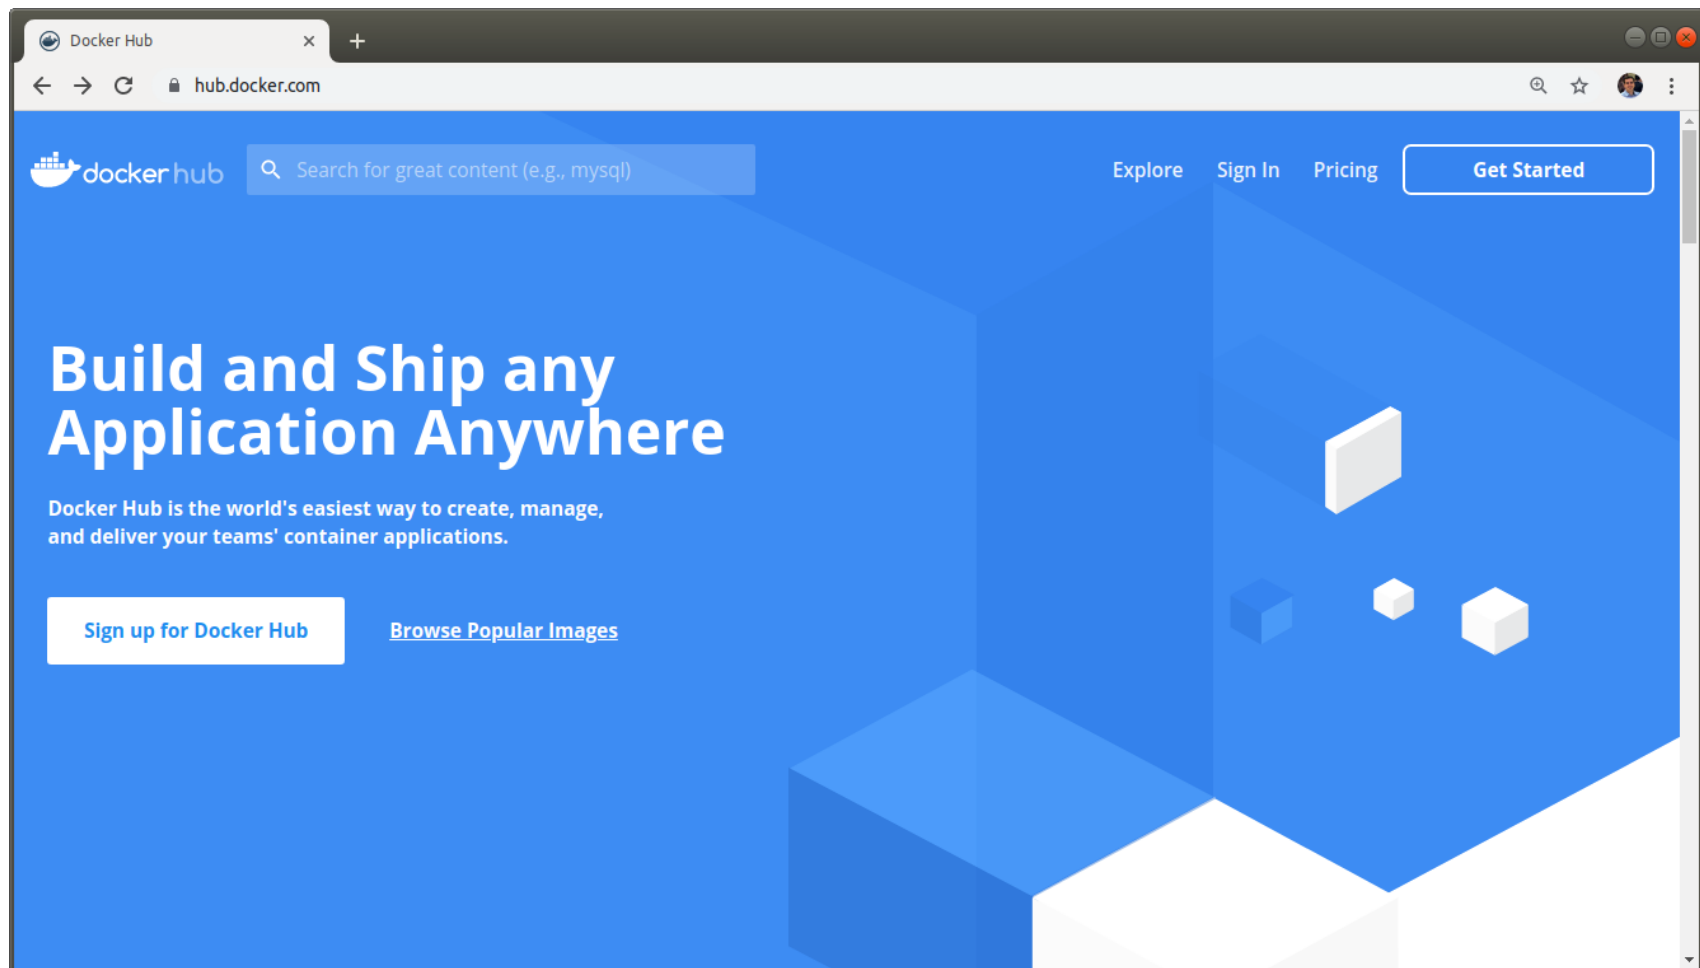 Docker Hub
hub.docker.com
docker hub
Search for great content (e.g., mysql)
Explore
Sign In
Pricing
Get Started
Build and Ship any
Application Anywhere
Docker Hub is the world's easiest way to create, manage,
and deliver your teams' container applications.
Sign up for Docker Hub
Browse Popular Images